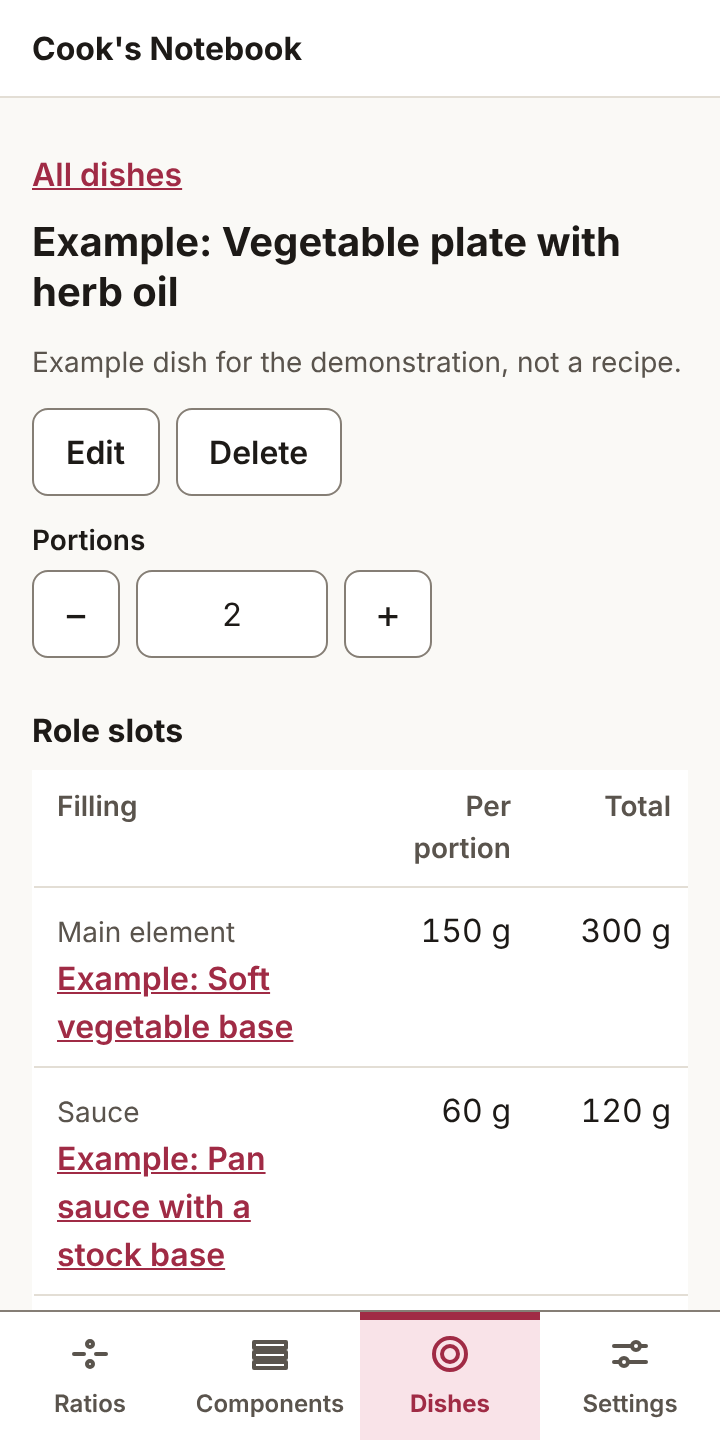 Cook's Notebook
All dishes
Example: Vegetable plate with
herb oil
Example dish for the demonstration, not a recipe.
Edit Delete
Portions
− 2 +
Role slots
Filling Per portion Total
Main element 150 g 300 g
Example: Soft
vegetable base
Sauce 60 g 120 g
Example: Pan
sauce with a
stock base
Ratios Components Dishes Settings